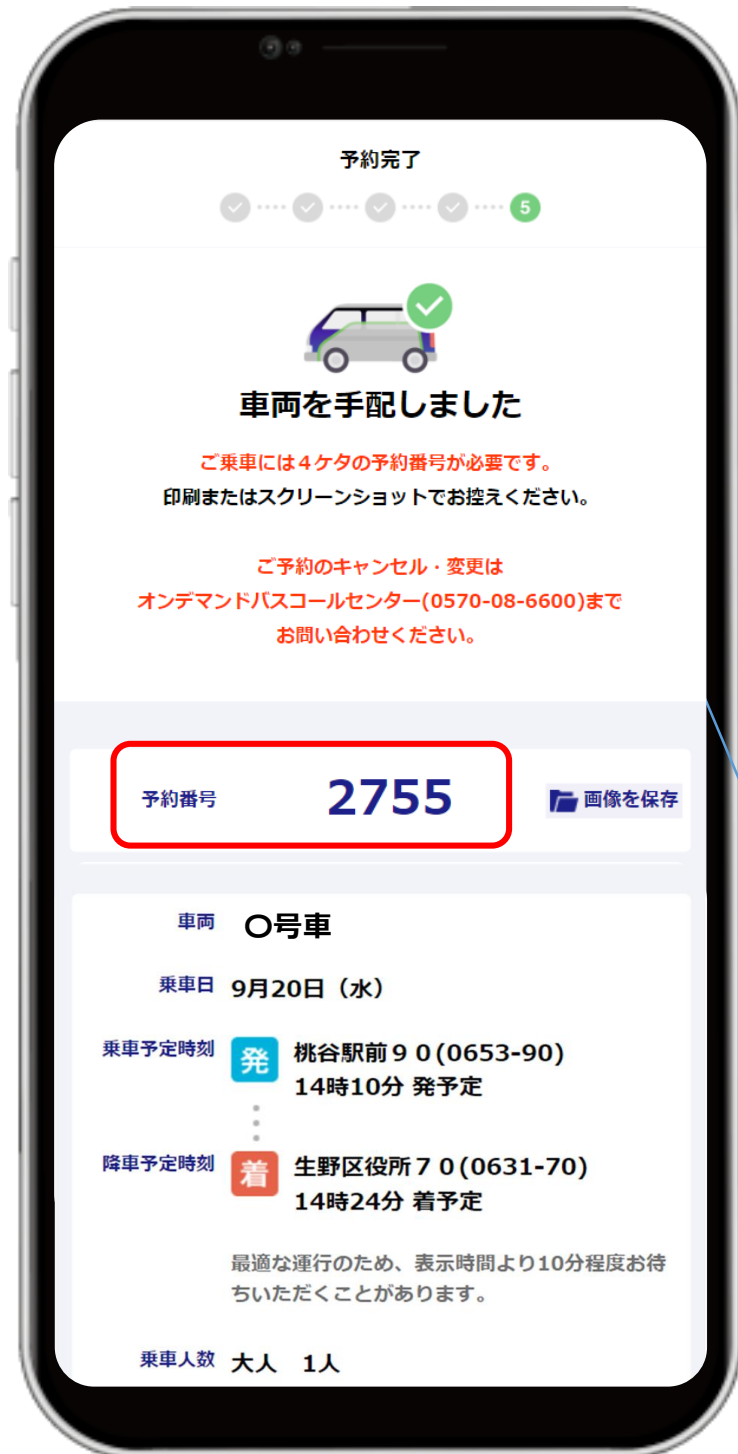 予約完了
5
車両を手配しました
ご乗車には４ケタの予約番号が必要です。
印刷またはスクリーンショットでお控えください。
ご予約のキャンセル・変更は
オンデマンドバスコールセンター(0570-08-6600)まで
お問い合わせください。
予約番号 2755 画像を保存
車両 〇号車
乗車日 9月20日（水）
乗車予定時刻 発 桃谷駅前９０(0653-90)
14時10分 発予定
降車予定時刻 着 生野区役所７０(0631-70)
14時24分 着予定
最適な運行のため、表示時間より10分程度お待
ちいただくことがあります。
乗車人数 大人 1人